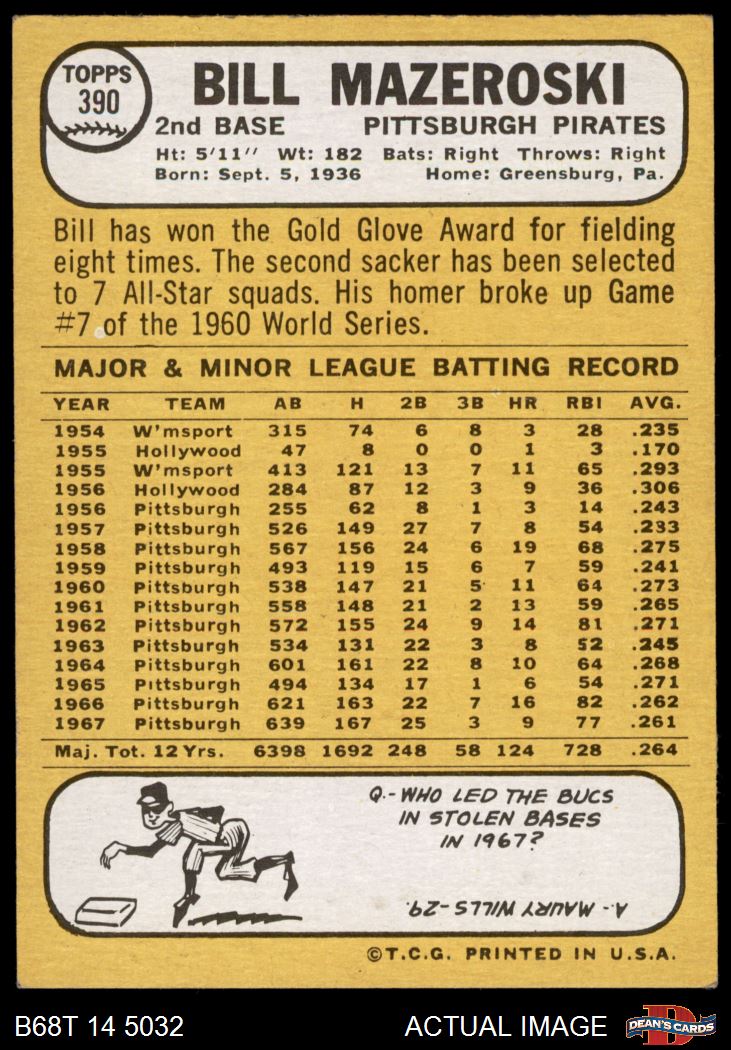 TOPPS
390
BILL MAZEROSKI
2nd BASE PITTSBURGH PIRATES
Ht: 5'11" Wt: 182 Bats: Right Throws: Right
Born: Sept. 5, 1936 Home: Greensburg, Pa.
Bill has won the Gold Glove Award for fielding
eight times. The second sacker has been selected
to 7 All-Star squads. His homer broke up Game
#7 of the 1960 World Series.
MAJOR & MINOR LEAGUE BATTING RECORD
YEAR TEAM AB H 2B 3B HR RBI AVG.
1954 W'msport 315 74 6 8 3 28 .235
1955 Hollywood 47 8 0 0 1 3 .170
1955 W'msport 413 121 13 7 11 65 .293
1956 Hollywood 284 87 12 3 9 36 .306
1956 Pittsburgh 255 62 8 1 3 14 .243
1957 Pittsburgh 526 149 27 7 8 54 .233
1958 Pittsburgh 567 156 24 6 19 68 .275
1959 Pittsburgh 493 119 15 6 7 59 .241
1960 Pittsburgh 538 147 21 5 11 64 .273
1961 Pittsburgh 558 148 21 2 13 59 .265
1962 Pittsburgh 572 155 24 9 14 81 .271
1963 Pittsburgh 534 131 22 3 8 52 .245
1964 Pittsburgh 601 161 22 8 10 64 .268
1965 Pittsburgh 494 134 17 1 6 54 .271
1966 Pittsburgh 621 163 22 7 16 82 .262
1967 Pittsburgh 639 167 25 3 9 77 .261
Maj. Tot. 12 Yrs. 6398 1692 248 58 124 728 .264
Q.- WHO LED THE BUCS
IN STOLEN BASES
IN 1967?
A.- MAURY WILLS-29.
©T.C.G. PRINTED IN U.S.A.
B68T 14 5032 ACTUAL IMAGE D DEAN'S CARDS